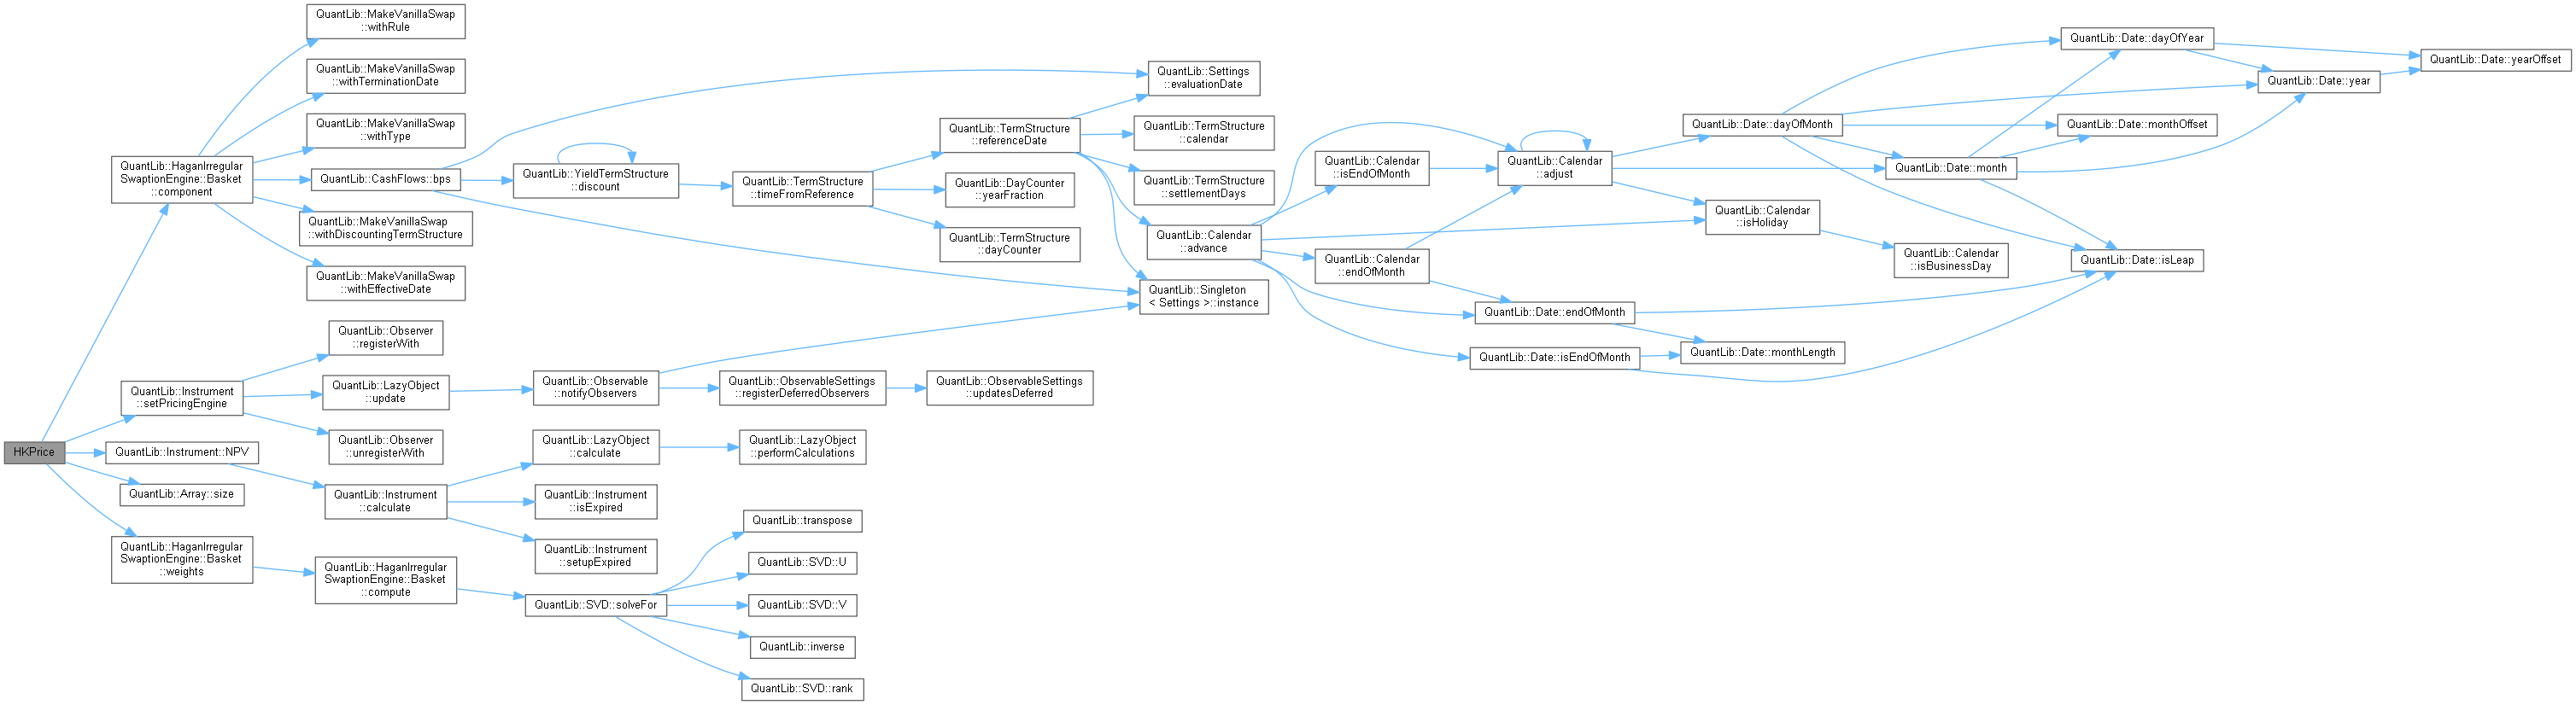 HKPrice
QuantLib::HaganIrregular
SwaptionEngine::Basket
::component
QuantLib::Instrument
::setPricingEngine
QuantLib::Instrument::NPV
QuantLib::Array::size
QuantLib::HaganIrregular
SwaptionEngine::Basket
::weights
QuantLib::MakeVanillaSwap
::withRule
QuantLib::MakeVanillaSwap
::withTerminationDate
QuantLib::MakeVanillaSwap
::withType
QuantLib::CashFlows::bps
QuantLib::MakeVanillaSwap
::withDiscountingTermStructure
QuantLib::MakeVanillaSwap
::withEffectiveDate
QuantLib::Observer
::registerWith
QuantLib::LazyObject
::update
QuantLib::Observer
::unregisterWith
QuantLib::Instrument
::calculate
QuantLib::HaganIrregular
SwaptionEngine::Basket
::compute
QuantLib::YieldTermStructure
::discount
QuantLib::Observable
::notifyObservers
QuantLib::LazyObject
::calculate
QuantLib::Instrument
::isExpired
QuantLib::Instrument
::setupExpired
QuantLib::SVD::solveFor
QuantLib::TermStructure
::timeFromReference
QuantLib::ObservableSettings
::registerDeferredObservers
QuantLib::LazyObject
::performCalculations
QuantLib::transpose
QuantLib::SVD::U
QuantLib::SVD::V
QuantLib::inverse
QuantLib::SVD::rank
QuantLib::TermStructure
::referenceDate
QuantLib::DayCounter
::yearFraction
QuantLib::TermStructure
::dayCounter
QuantLib::ObservableSettings
::updatesDeferred
QuantLib::Settings
::evaluationDate
QuantLib::TermStructure
::calendar
QuantLib::TermStructure
::settlementDays
QuantLib::Calendar
::advance
QuantLib::Singleton
< Settings >::instance
QuantLib::Calendar
::isEndOfMonth
QuantLib::Calendar
::endOfMonth
QuantLib::Calendar
::adjust
QuantLib::Date::endOfMonth
QuantLib::Date::isEndOfMonth
QuantLib::Date::dayOfMonth
QuantLib::Calendar
::isHoliday
QuantLib::Date::monthLength
QuantLib::Date::month
QuantLib::Calendar
::isBusinessDay
QuantLib::Date::dayOfYear
QuantLib::Date::monthOffset
QuantLib::Date::isLeap
QuantLib::Date::year
QuantLib::Date::yearOffset